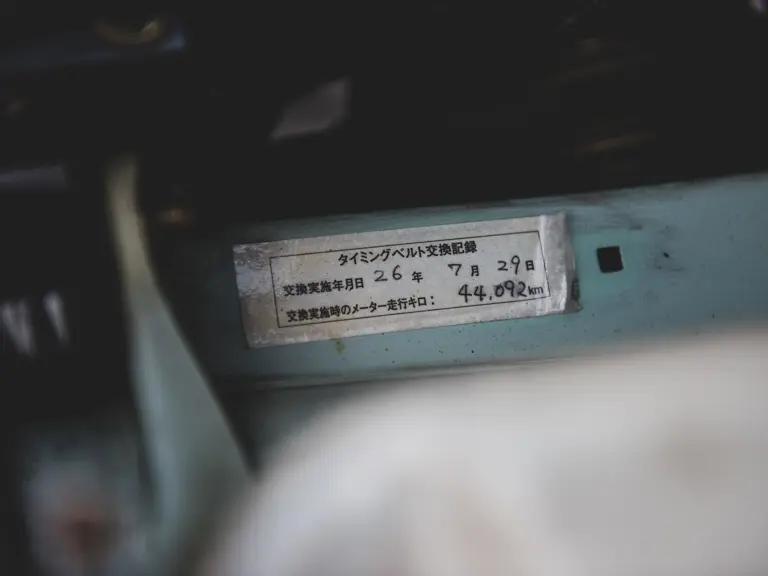 タイミングベルト交換記録
交換実施年月日 26 年 7 月 29 日
交換実施時のメーター走行キロ： 44.092 km